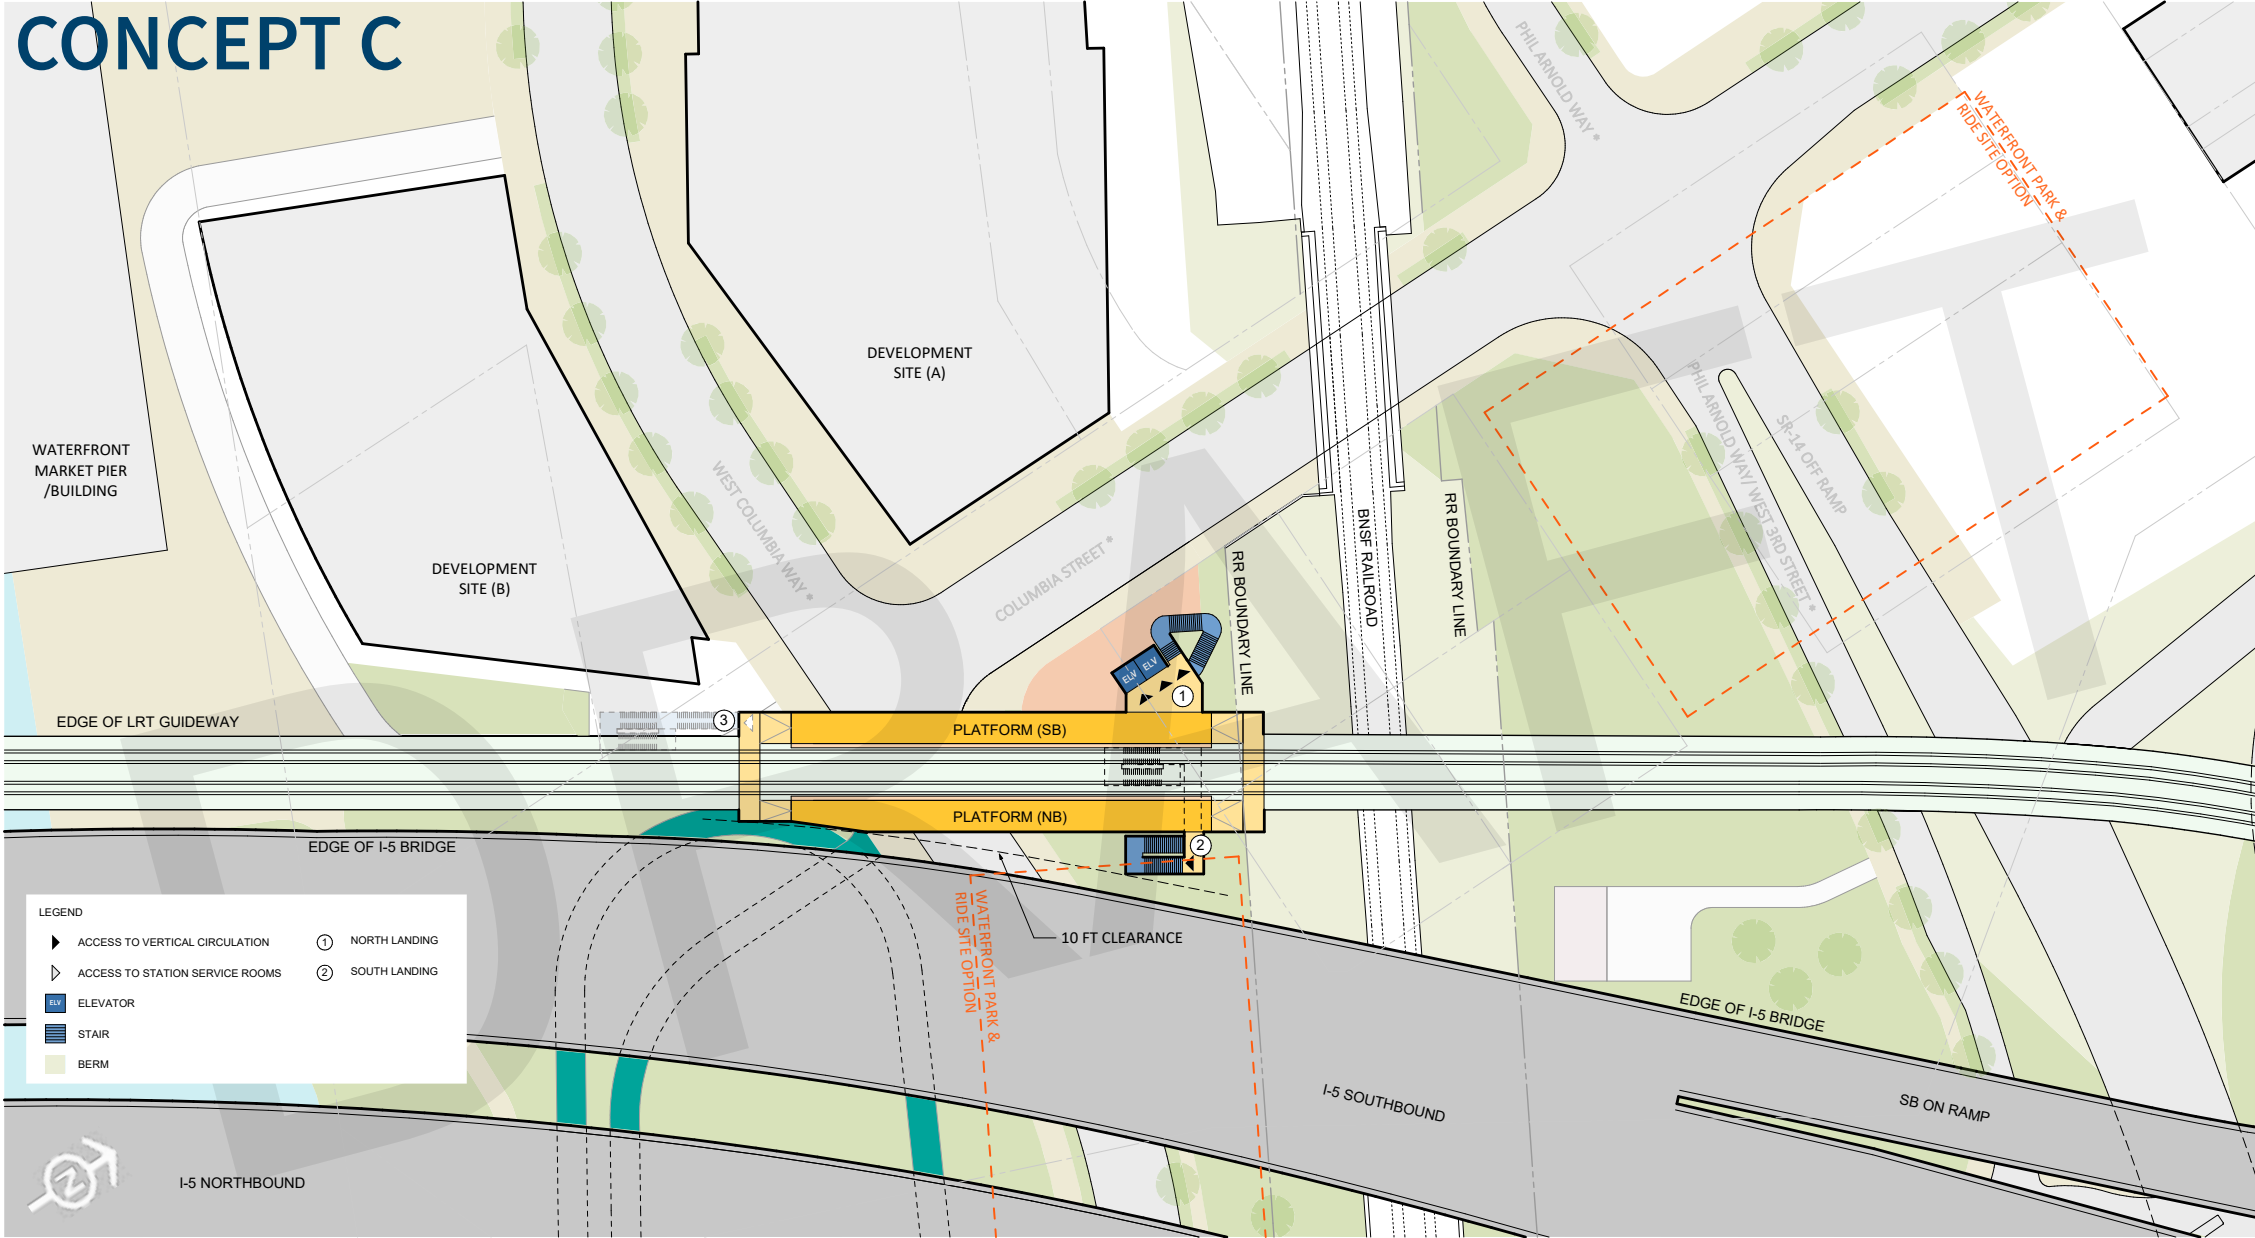 CONCEPT C
PHIL ARNOLD WAY *
WATERFRONT PARK &
RIDE SITE OPTION
DEVELOPMENT
SITE (A)
WATERFRONT
MARKET PIER
/BUILDING
WEST COLUMBIA WAY *
DEVELOPMENT
SITE (B)
COLUMBIA STREET *
RR BOUNDARY LINE
BNSF RAILROAD
RR BOUNDARY LINE
PHIL ARNOLD WAY/ WEST 3RD STREET *
SR-14 OFF RAMP
DRAFT
ELV
ELV
1
EDGE OF LRT GUIDEWAY
3
PLATFORM (SB)
PLATFORM (NB)
2
EDGE OF I-5 BRIDGE
WATERFRONT PARK &
RIDE SITE OPTION
10 FT CLEARANCE
EDGE OF I-5 BRIDGE
I-5 SOUTHBOUND
SB ON RAMP
LEGEND
ACCESS TO VERTICAL CIRCULATION
1 NORTH LANDING
ACCESS TO STATION SERVICE ROOMS
2 SOUTH LANDING
ELV ELEVATOR
STAIR
BERM
N
I-5 NORTHBOUND